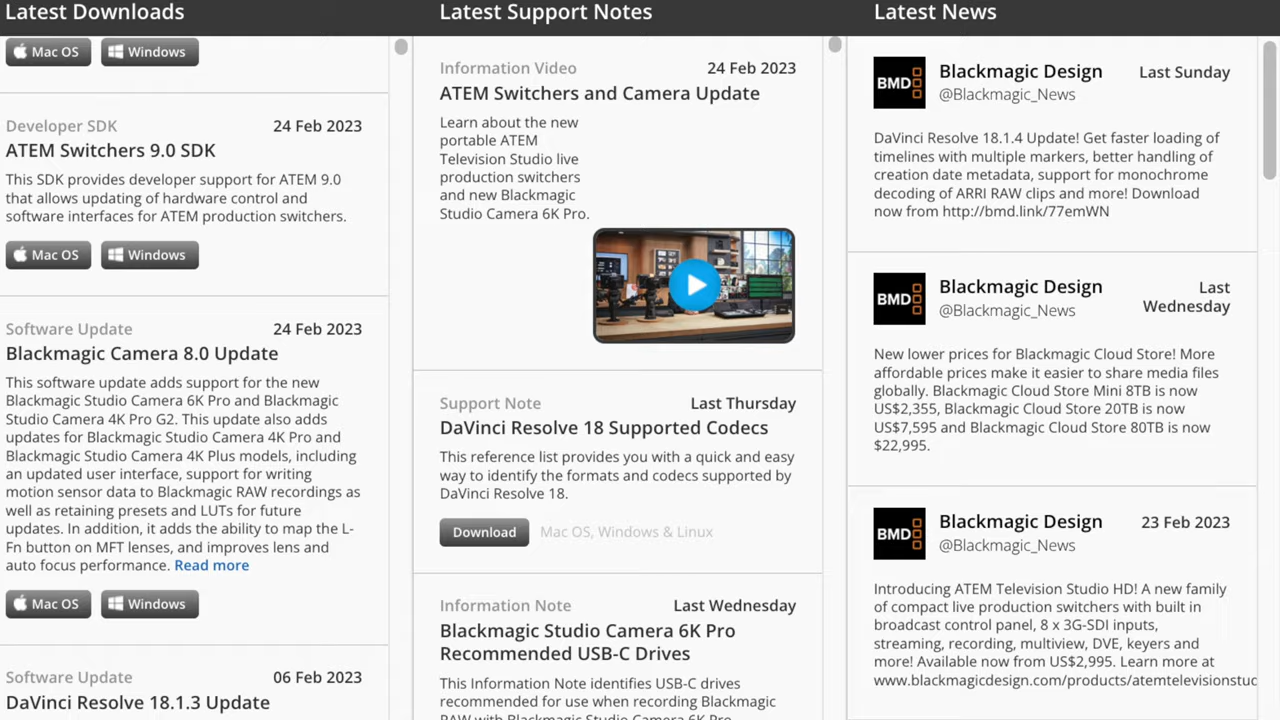 Latest Downloads
Mac OS
Windows
Developer SDK
24 Feb 2023
ATEM Switchers 9.0 SDK
This SDK provides developer support for ATEM 9.0
that allows updating of hardware control and
software interfaces for ATEM production switchers.
Mac OS
Windows
Software Update
24 Feb 2023
Blackmagic Camera 8.0 Update
This software update adds support for the new
Blackmagic Studio Camera 6K Pro and Blackmagic
Studio Camera 4K Pro G2. This update also adds
updates for Blackmagic Studio Camera 4K Pro and
Blackmagic Studio Camera 4K Plus models, including
an updated user interface, support for writing
motion sensor data to Blackmagic RAW recordings as
well as retaining presets and LUTs for future
updates. In addition, it adds the ability to map the L-
Fn button on MFT lenses, and improves lens and
auto focus performance. Read more
Mac OS
Windows
Software Update
06 Feb 2023
DaVinci Resolve 18.1.3 Update
Latest Support Notes
Information Video
24 Feb 2023
ATEM Switchers and Camera Update
Learn about the new
portable ATEM
Television Studio live
production switchers
and new Blackmagic
Studio Camera 6K Pro.
Support Note
Last Thursday
DaVinci Resolve 18 Supported Codecs
This reference list provides you with a quick and easy
way to identify the formats and codecs supported by
DaVinci Resolve 18.
Download
Mac OS, Windows & Linux
Information Note
Last Wednesday
Blackmagic Studio Camera 6K Pro
Recommended USB-C Drives
This Information Note identifies USB-C drives
recommended for use when recording Blackmagic
RAW with Blackmagic Studio Camera 6K Pro.
Latest News
BMD
Blackmagic Design
Last Sunday
@Blackmagic_News
DaVinci Resolve 18.1.4 Update! Get faster loading of
timelines with multiple markers, better handling of
creation date metadata, support for monochrome
decoding of ARRI RAW clips and more! Download
now from http://bmd.link/77emWN
BMD
Blackmagic Design
Last
Wednesday
@Blackmagic_News
New lower prices for Blackmagic Cloud Store! More
affordable prices make it easier to share media files
globally. Blackmagic Cloud Store Mini 8TB is now
US$2,355, Blackmagic Cloud Store 20TB is now
US$7,595 and Blackmagic Cloud Store 80TB is now
$22,995.
BMD
Blackmagic Design
23 Feb 2023
@Blackmagic_News
Introducing ATEM Television Studio HD! A new family
of compact live production switchers with built in
broadcast control panel, 8 x 3G-SDI inputs,
streaming, recording, multiview, DVE, keyers and
more! Available now from US$2,995. Learn more at
www.blackmagicdesign.com/products/atemtelevisionstud